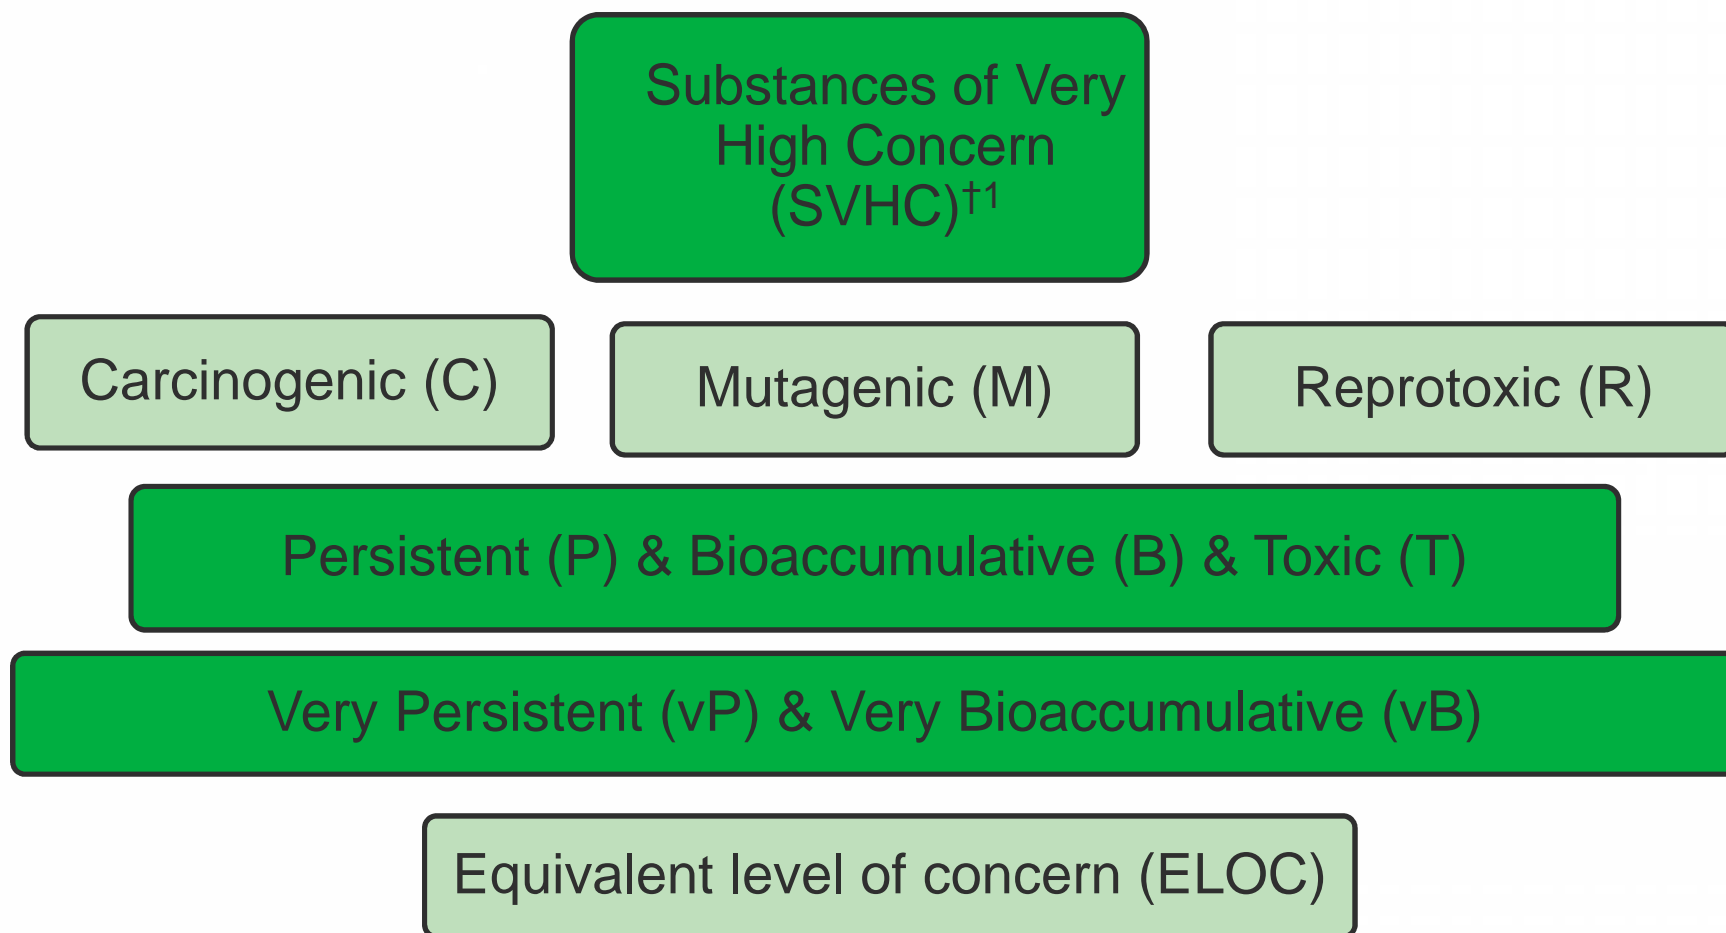 Substances of Very
High Concern
(SVHC)†1
Carcinogenic (C)
Mutagenic (M)
Reprotoxic (R)
Persistent (P) & Bioaccumulative (B) & Toxic (T)
Very Persistent (vP) & Very Bioaccumulative (vB)
Equivalent level of concern (ELOC)